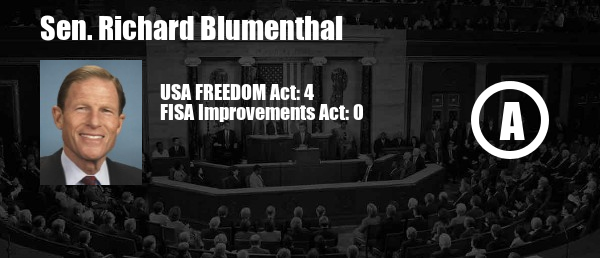 Sen. Richard Blumenthal
USA FREEDOM Act: 4
FISA Improvements Act: 0
A